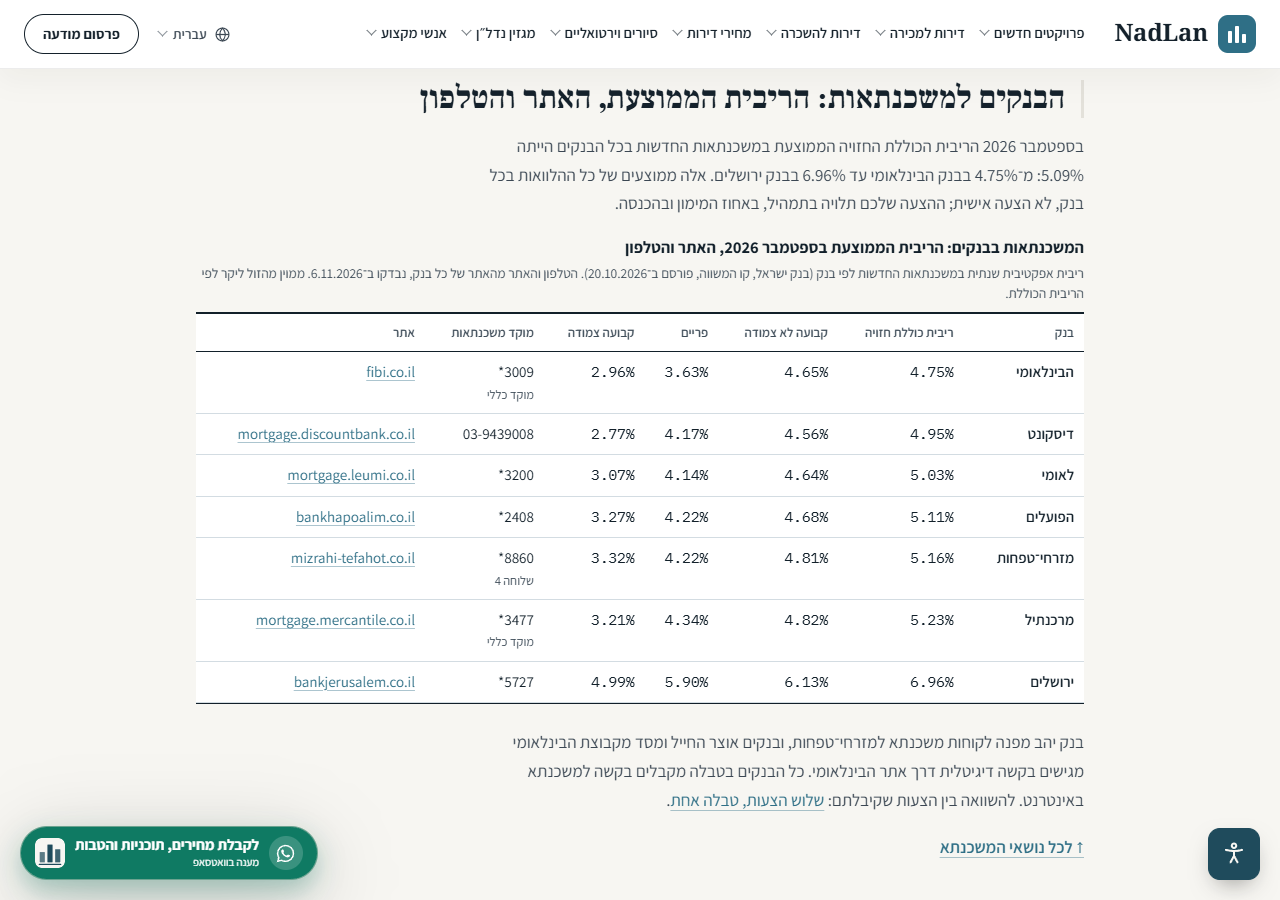 NadLan
פרויקטים חדשים
דירות למכירה
דירות להשכרה
מחירי דירות
סיורים וירטואליים
מגזין נדל״ן
אנשי מקצוע
עברית
פרסום מודעה
הבנקים למשכנתאות: הריבית הממוצעת, האתר והטלפון
בספטמבר 2026 הריבית הכוללת החזויה הממוצעת במשכנתאות החדשות בכל הבנקים הייתה
5.09%: מ־4.75% בבנק הבינלאומי עד 6.96% בבנק ירושלים. אלה ממוצעים של כל ההלוואות בכל
בנק, לא הצעה אישית; ההצעה שלכם תלויה בתמהיל, באחוז המימון ובהכנסה.
המשכנתאות בבנקים: הריבית הממוצעת בספטמבר 2026, האתר והטלפון
ריבית אפקטיבית שנתית במשכנתאות החדשות לפי בנק (בנק ישראל, קו המשווה, פורסם ב־20.10.2026). הטלפון והאתר מהאתר של כל בנק, נבדקו ב־6.11.2026. ממוין מהזול ליקר לפי
הריבית הכוללת.
בנק ריבית כוללת חזויה קבועה לא צמודה פריים קבועה צמודה מוקד משכנתאות אתר
הבינלאומי 4.75% 4.65% 3.63% 2.96% *3009 fibi.co.il
מוקד כללי
דיסקונט 4.95% 4.56% 4.17% 2.77% 03-9439008 mortgage.discountbank.co.il
לאומי 5.03% 4.64% 4.14% 3.07% *3200 mortgage.leumi.co.il
הפועלים 5.11% 4.68% 4.22% 3.27% *2408 bankhapoalim.co.il
מזרחי־טפחות 5.16% 4.81% 4.22% 3.32% *8860 mizrahi-tefahot.co.il
שלוחה 4
מרכנתיל 5.23% 4.82% 4.34% 3.21% *3477 mortgage.mercantile.co.il
מוקד כללי
ירושלים 6.96% 6.13% 5.90% 4.99% *5727 bankjerusalem.co.il
בנק יהב מפנה לקוחות משכנתא למזרחי־טפחות, ובנקים אוצר החייל ומסד מקבוצת הבינלאומי
מגישים בקשה דיגיטלית דרך אתר הבינלאומי. כל הבנקים בטבלה מקבלים בקשה למשכנתא
באינטרנט. להשוואה בין הצעות שקיבלתם: שלוש הצעות, טבלה אחת.
↑ לכל נושאי המשכנתא
לקבלת מחירים, תוכניות והטבות
מענה בוואטסאפ